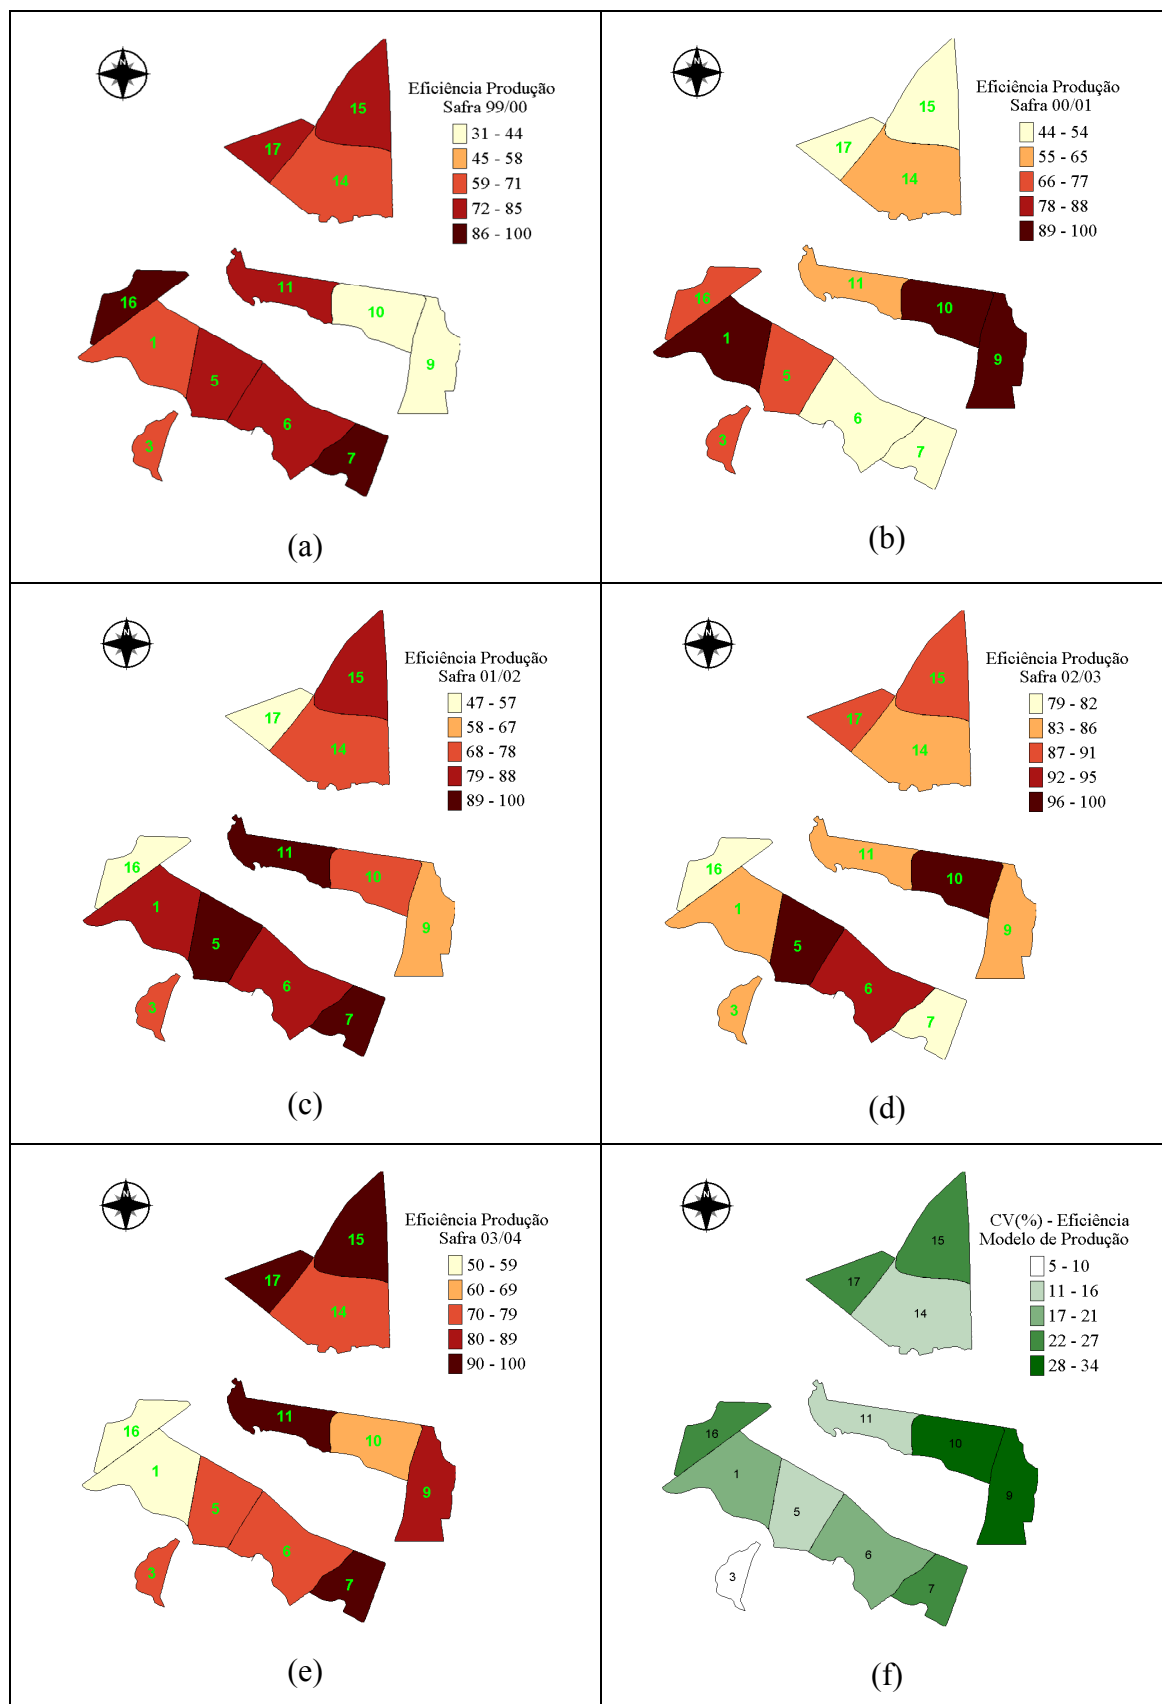 N
Eficiência Produção
Safra 99/00
31 - 44
45 - 58
59 - 71
72 - 85
86 - 100
15
17
14
11
10
9
16
1
5
6
3
7
(a)
N
Eficiência Produção
Safra 00/01
44 - 54
55 - 65
66 - 77
78 - 88
89 - 100
15
17
14
11
10
9
16
1
5
6
3
7
(b)
N
Eficiência Produção
Safra 01/02
47 - 57
58 - 67
68 - 78
79 - 88
89 - 100
15
17
14
11
10
9
16
1
5
6
3
7
(c)
N
Eficiência Produção
Safra 02/03
79 - 82
83 - 86
87 - 91
92 - 95
96 - 100
15
17
14
11
10
9
16
1
5
6
3
7
(d)
N
Eficiência Produção
Safra 03/04
50 - 59
60 - 69
70 - 79
80 - 89
90 - 100
15
17
14
11
10
9
16
1
5
6
3
7
(e)
N
CV(%) - Eficiência
Modelo de Produção
5 - 10
11 - 16
17 - 21
22 - 27
28 - 34
15
17
14
11
10
9
16
1
5
6
3
7
(f)